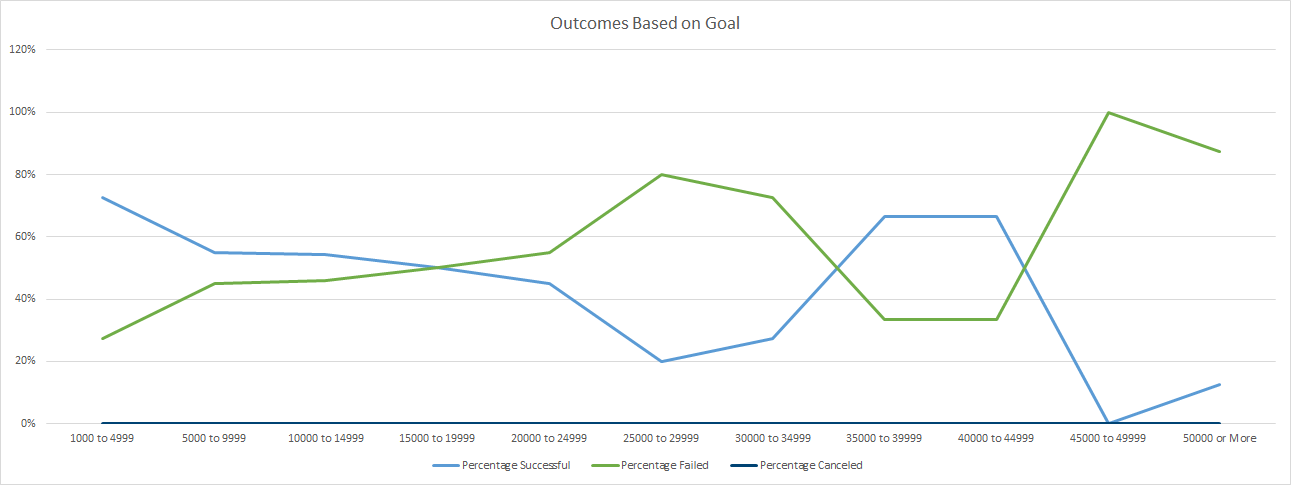 Outcomes Based on Goal
120%
100%
80%
60%
40%
20%
0%
1000 to 4999 5000 to 9999 10000 to 14999 15000 to 19999 20000 to 24999 25000 to 29999 30000 to 34999 35000 to 39999 40000 to 44999 45000 to 49999 50000 or More
Percentage Successful Percentage Failed Percentage Canceled